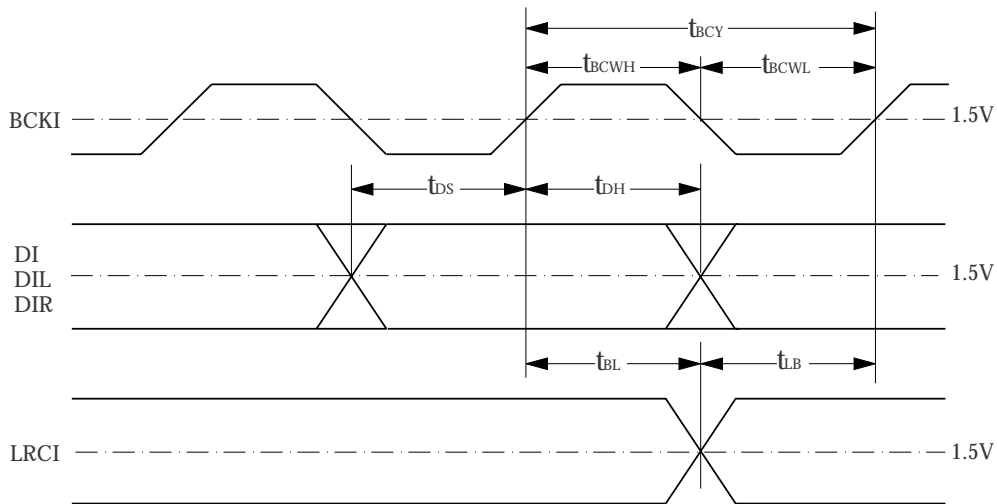 tBCY
tBCWH tBCWL
BCKI 1.5V
tDS tDH
DI
DIL 1.5V
DIR
tBL tLB
LRCI 1.5V